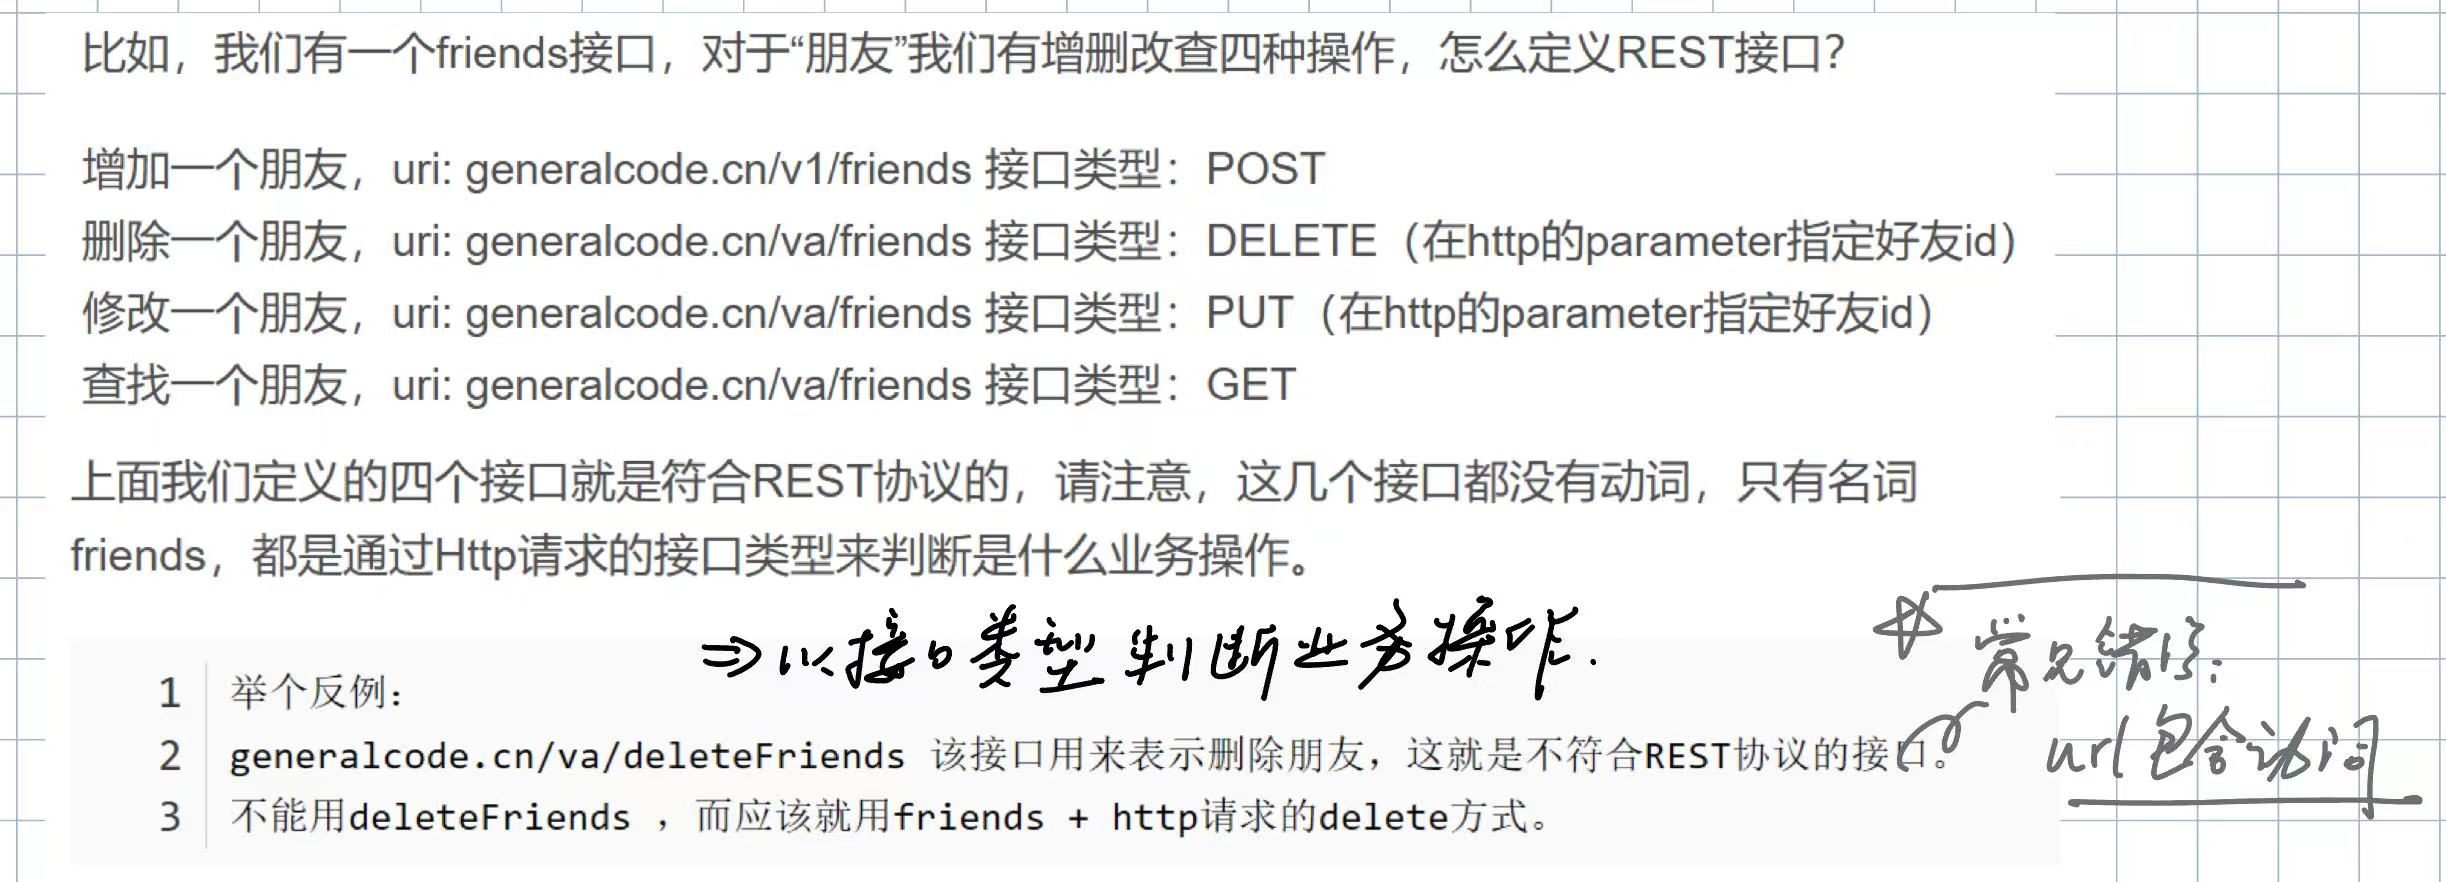 比如，我们有一个friends接口，对于“朋友”我们有增删改查四种操作，怎么定义REST接口？
增加一个朋友，uri: generalcode.cn/v1/friends 接口类型：POST
删除一个朋友，uri: generalcode.cn/va/friends 接口类型：DELETE（在http的parameter指定好友id）
修改一个朋友，uri: generalcode.cn/va/friends 接口类型：PUT（在http的parameter指定好友id）
查找一个朋友，uri: generalcode.cn/va/friends 接口类型：GET
上面我们定义的四个接口就是符合REST协议的，请注意，这几个接口都没有动词，只有名词
friends，都是通过Http请求的接口类型来判断是什么业务操作。
⇒以接口类型判断业务操作.
1 举个反例：
2 generalcode.cn/va/deleteFriends 该接口用来表示删除朋友，这就是不符合REST协议的接口。
3 不能用deleteFriends ，而应该就用friends + http请求的delete方式。
常见错误:
url包含动词